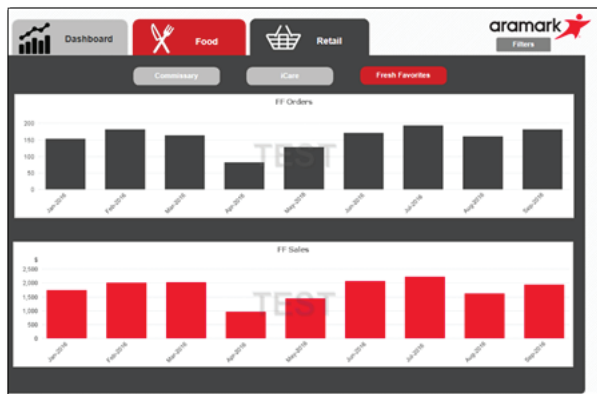 Dashboard
Food
Retail
aramark
Filters
Commissary
iCare
Fresh Favorites
FF Orders
200
150
100
50
0
TEST
Jan-2016
Feb-2016
Mar-2016
Apr-2016
May-2016
Jun-2016
Jul-2016
Aug-2016
Sep-2016
FF Sales
$
2,500
2,000
1,500
1,000
500
0
TEST
Jan-2016
Feb-2016
Mar-2016
Apr-2016
May-2016
Jun-2016
Jul-2016
Aug-2016
Sep-2016